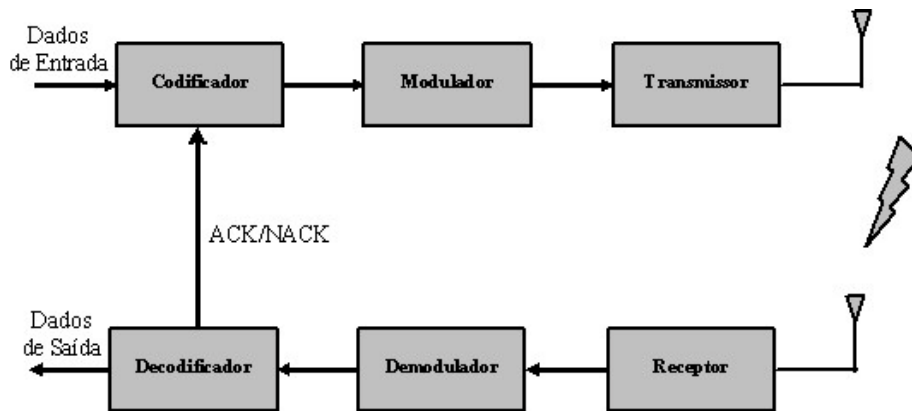 Dados
de Entrada
Codificador
Modulador
Transmissor
ACK/NACK
Dados
de Saída
Decodificador
Demodulador
Receptor